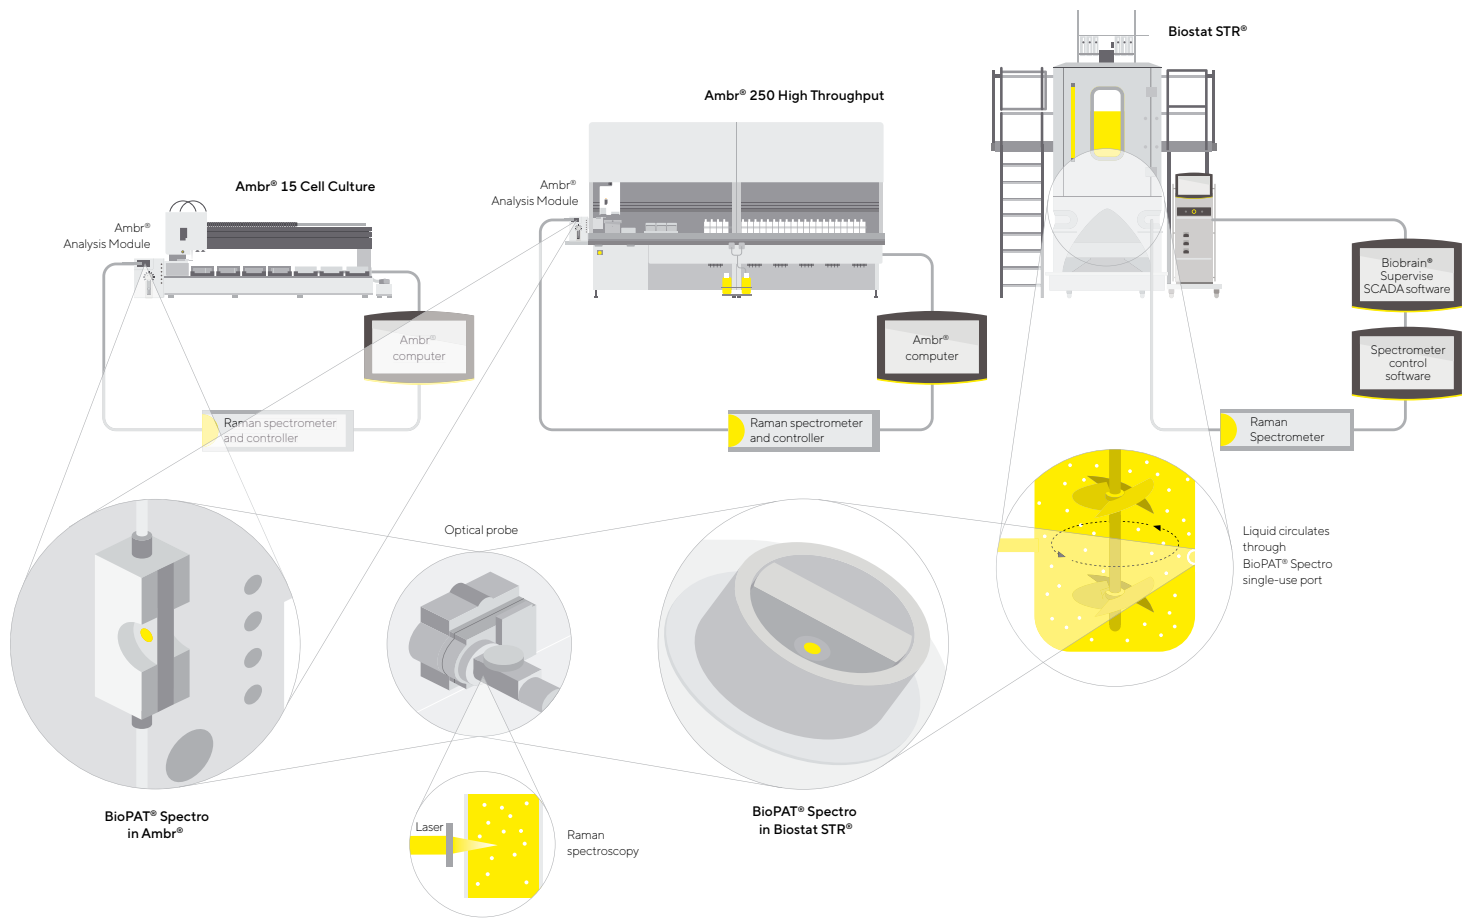 Biostat STR®
Ambr® 250 High Throughput
Ambr® 15 Cell Culture
Ambr®
Analysis Module
Ambr®
Analysis Module
Biobrain®
Supervise
SCADA software
Ambr®
computer
Ambr®
computer
Spectrometer
control
software
Raman spectrometer
and controller
Raman spectrometer
and controller
Raman
Spectrometer
Optical probe
Liquid circulates
through
BioPAT® Spectro
single-use port
BioPAT® Spectro
in Ambr®
BioPAT® Spectro
in Biostat STR®
Laser
Raman
spectroscopy